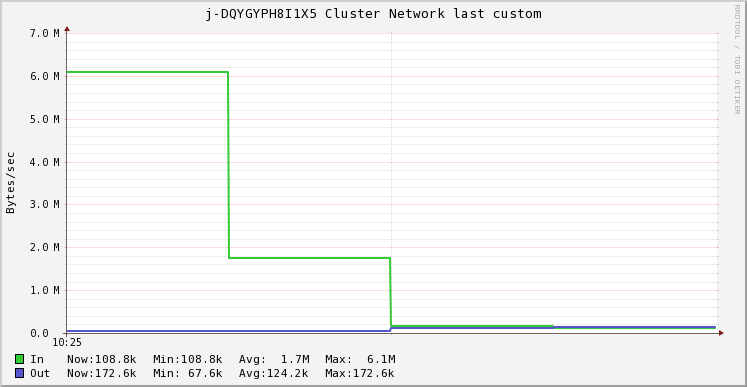 j-DQYGYPH8I1X5 Cluster Network last custom
RRDTOOL / TOBI OETIKER
Bytes/sec
7.0 M
6.0 M
5.0 M
4.0 M
3.0 M
2.0 M
1.0 M
0.0
10:25
In Now:108.8k Min:108.8k Avg: 1.7M Max: 6.1M
Out Now:172.6k Min: 67.6k Avg:124.2k Max:172.6k